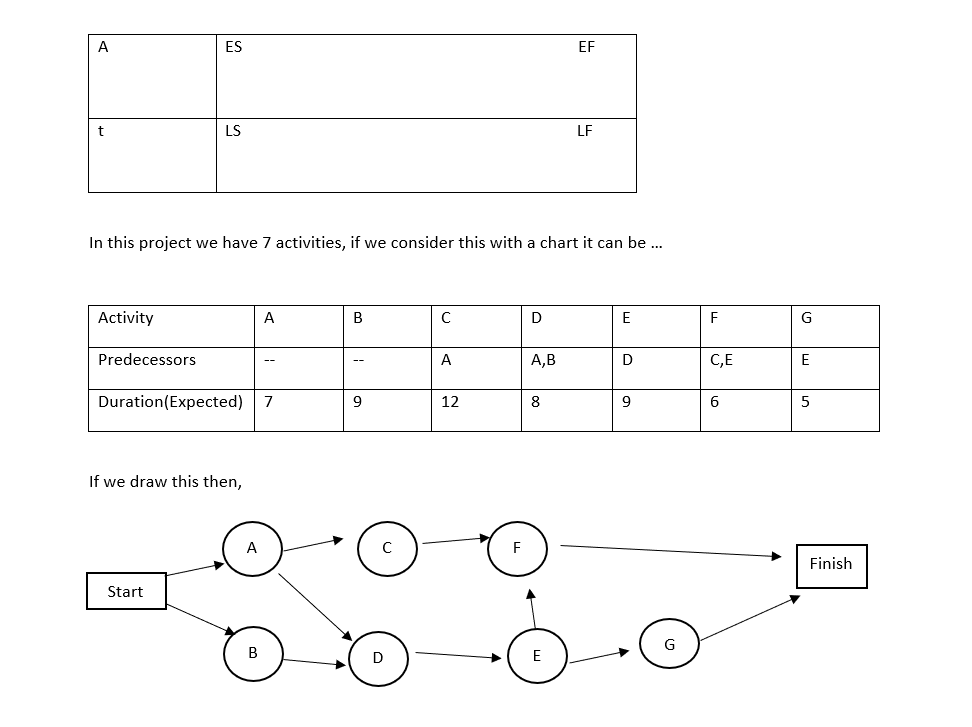 A ES EF
t LS LF
In this project we have 7 activities, if we consider this with a chart it can be …
Activity A B C D E F G
Predecessors -- -- A A,B D C,E E
Duration(Expected) 7 9 12 8 9 6 5
If we draw this then,
A C F
Finish
Start
B D E G